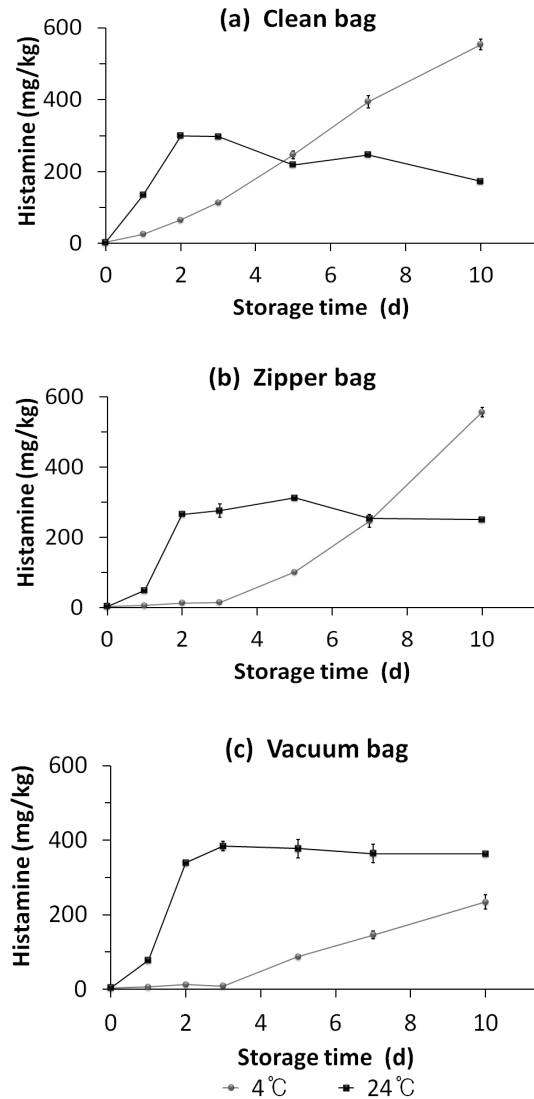 (a) Clean bag
Histamine (mg/kg)
600
400
200
0
0 2 4 6 8 10
Storage time (d)
(b) Zipper bag
Histamine (mg/kg)
600
400
200
0
0 2 4 6 8 10
Storage time (d)
(c) Vacuum bag
Histamine (mg/kg)
600
400
200
0
0 2 4 6 8 10
Storage time (d)
4℃ 24℃